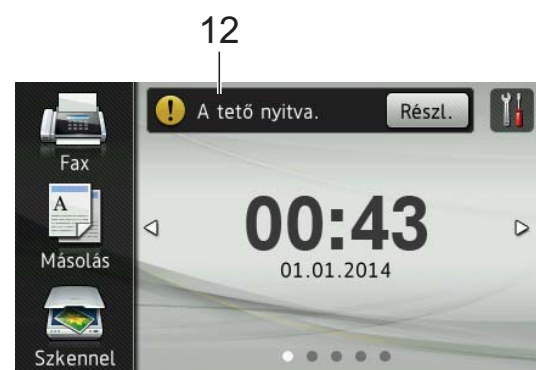 12
A tető nyitva.
Részl.
Fax
A
Másolás
Szkennel
00:43
01.01.2014